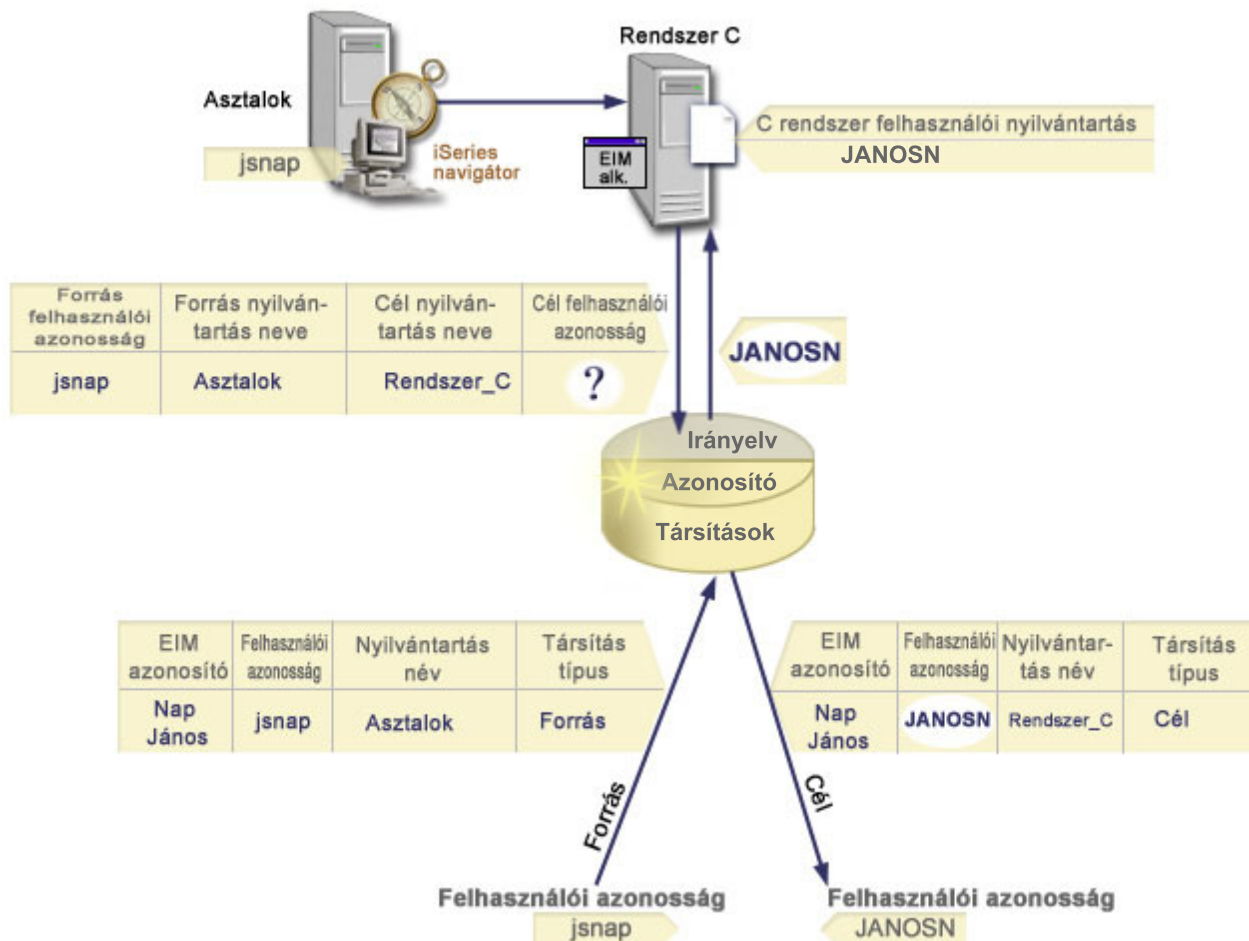 Rendszer C
Asztalok
jsnap
iSeries
navigátor
EIM
alk.
C rendszer felhasználói nyilvántartás
JANOSN
Forrás
felhasználói
azonosság
Forrás nyilván-
tartás neve
Cél nyilván-
tartás neve
Cél felhasználói
azonosság
jsnap
Asztalok
Rendszer_C
?
JANOSN
Irányelv
Azonosító
Társítások
EIM
azonosító
Felhasználói
azonosság
Nyilvántartás
név
Társítás
típus
Nap
János
jsnap
Asztalok
Forrás
EIM
azonosító
Felhasználói
azonosság
Nyilvántar-
tás név
Társítás
típus
Nap
János
JANOSN
Rendszer_C
Cél
Forrás
Cél
Felhasználói azonosság
jsnap
Felhasználói azonosság
JANOSN